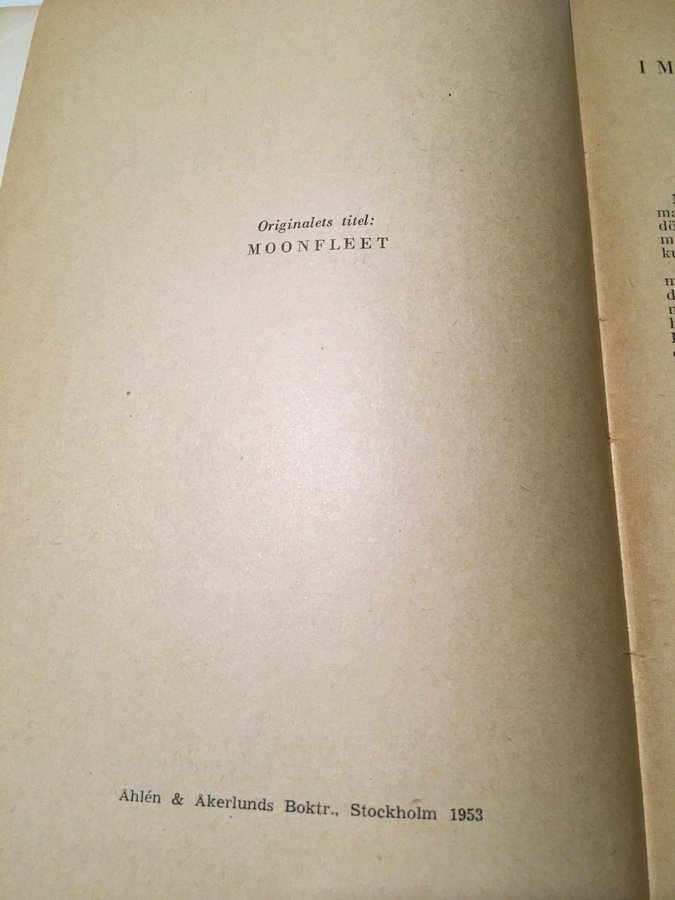 Originalets titel:
MOONFLEET
Åhlén & Åkerlunds Boktr., Stockholm 1953
I M